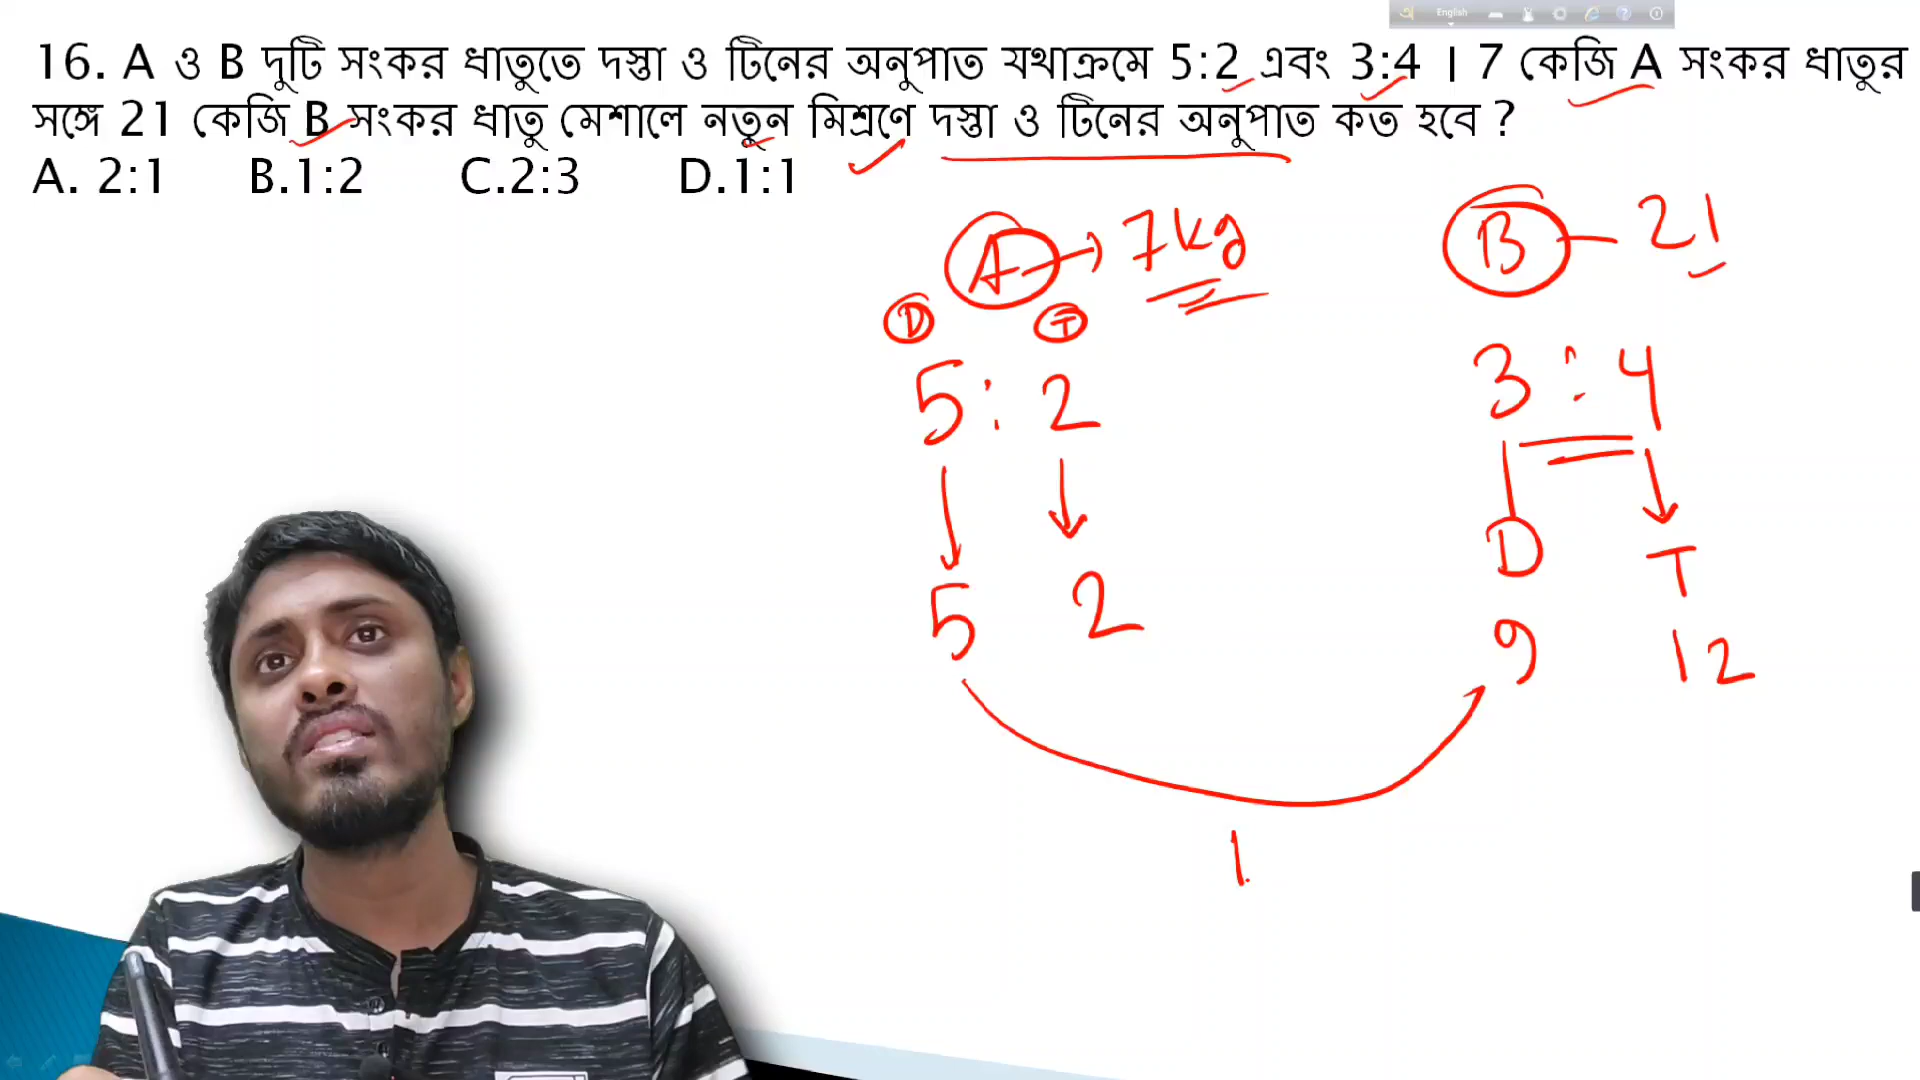 English
16. A ও B দুটি সংকর ধাতুতে দস্তা ও টিনের অনুপাত যথাক্রমে 5:2 এবং 3:4 । 7 কেজি A সংকর ধাতুর
সঙ্গে 21 কেজি B সংকর ধাতু মেশালে নতুন মিশ্রণে দস্তা ও টিনের অনুপাত কত হবে ?
A. 2:1 B.1:2 C.2:3 D.1:1
A → 7kg B — 21
D T
5 : 2 3 : 4
D T
5 2 9 12
1